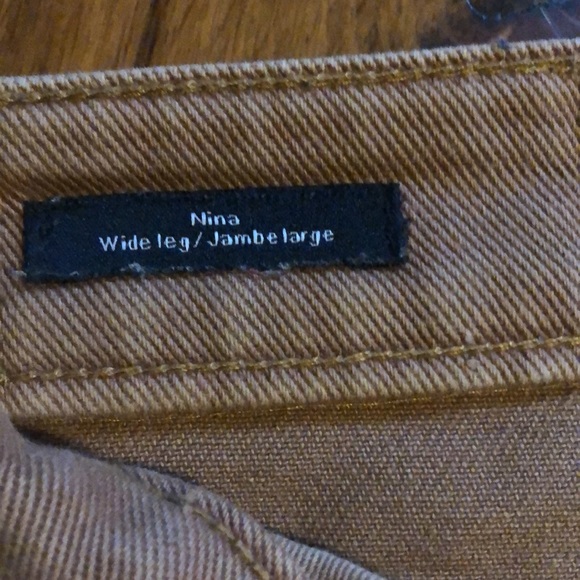 Nina
Wide leg / Jambe large